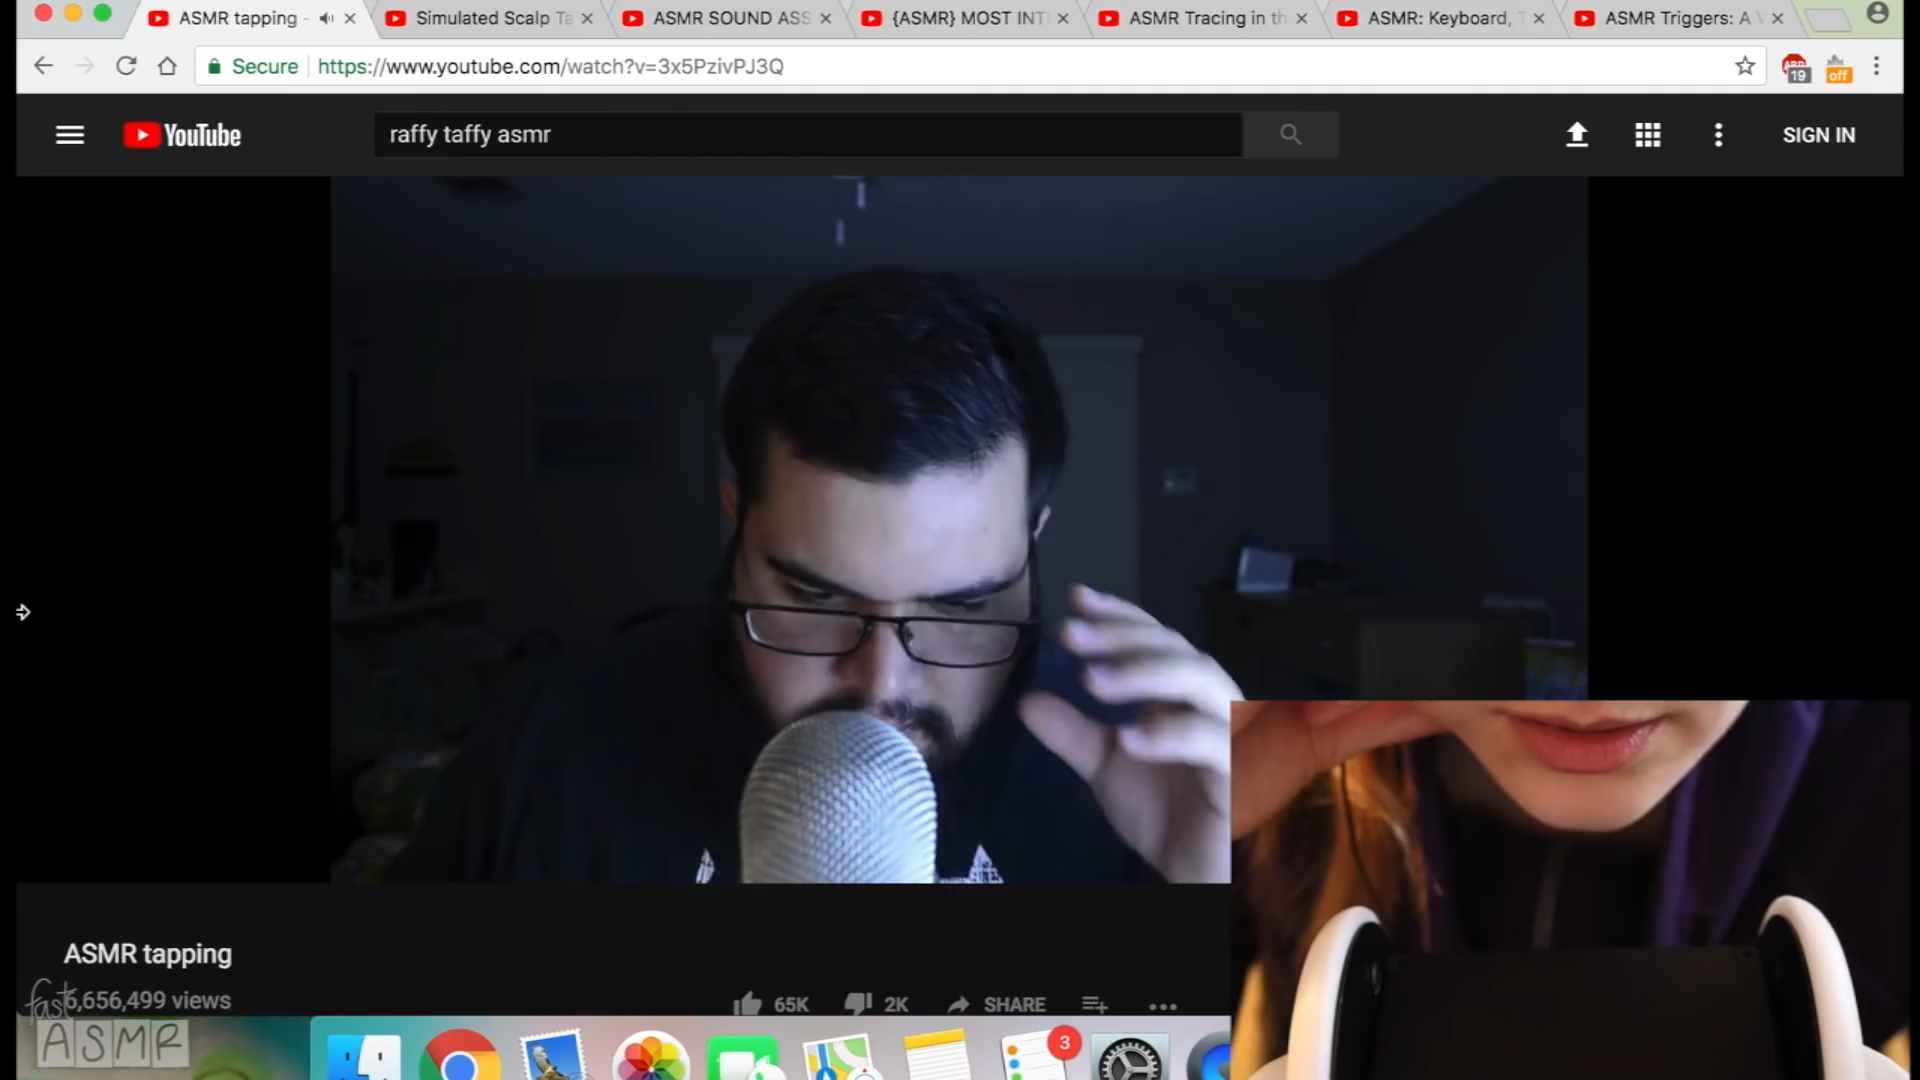 ASMR tapping -
Simulated Scalp Ta
ASMR SOUND ASS
{ASMR} MOST INT
ASMR Tracing in th
ASMR: Keyboard, T
ASMR Triggers: A V
Secure https://www.youtube.com/watch?v=3x5PzivPJ3Q
19
off
YouTube
raffy taffy asmr
SIGN IN
ASMR tapping
6,656,499 views
65K
2K
SHARE
3
fast
ASMR